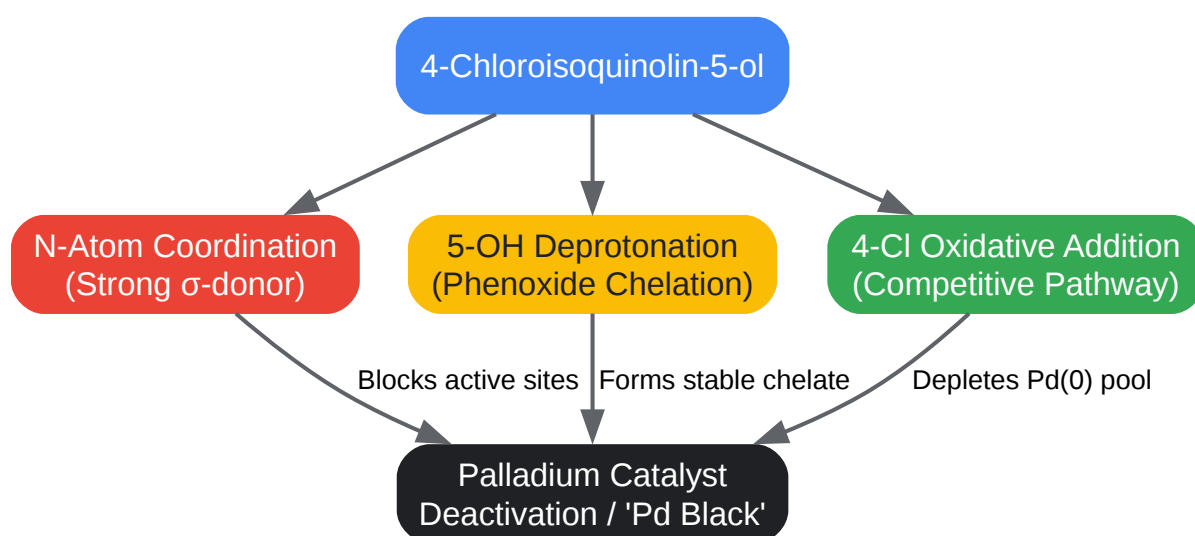 4-Chloroisoquinolin-5-ol
N-Atom Coordination
(Strong σ-donor)
5-OH Deprotonation
(Phenoxide Chelation)
4-Cl Oxidative Addition
(Competitive Pathway)
Blocks active sites
Forms stable chelate
Depletes Pd(0) pool
Palladium Catalyst
Deactivation / 'Pd Black'